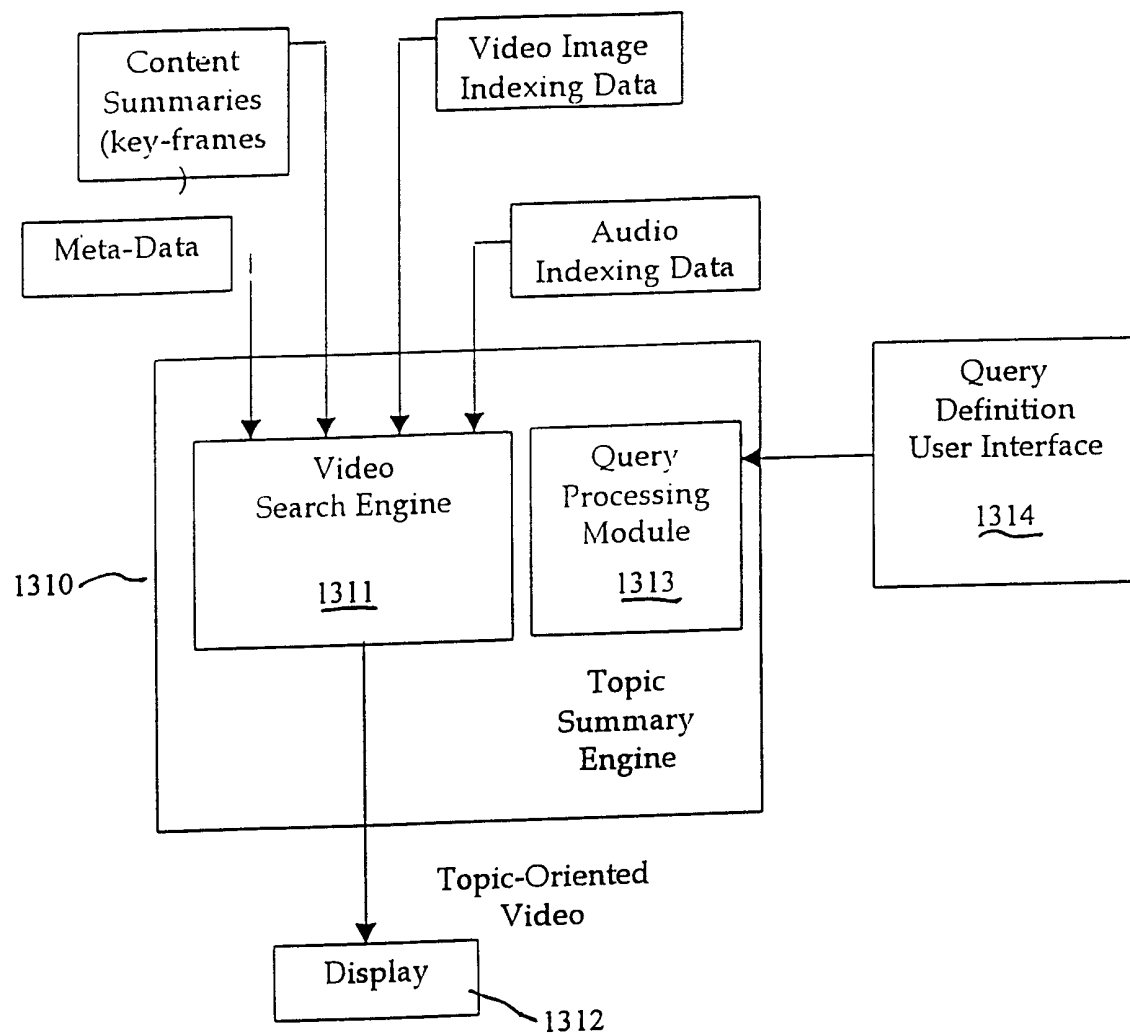 Content
Summaries
(key-frames
)
Video Image
Indexing Data
Meta-Data
Audio
Indexing Data
Query
Definition
User Interface
1314
Video
Search Engine
1311
Query
Processing
Module
1313
1310
Topic
Summary
Engine
Topic-Oriented
Video
Display
1312